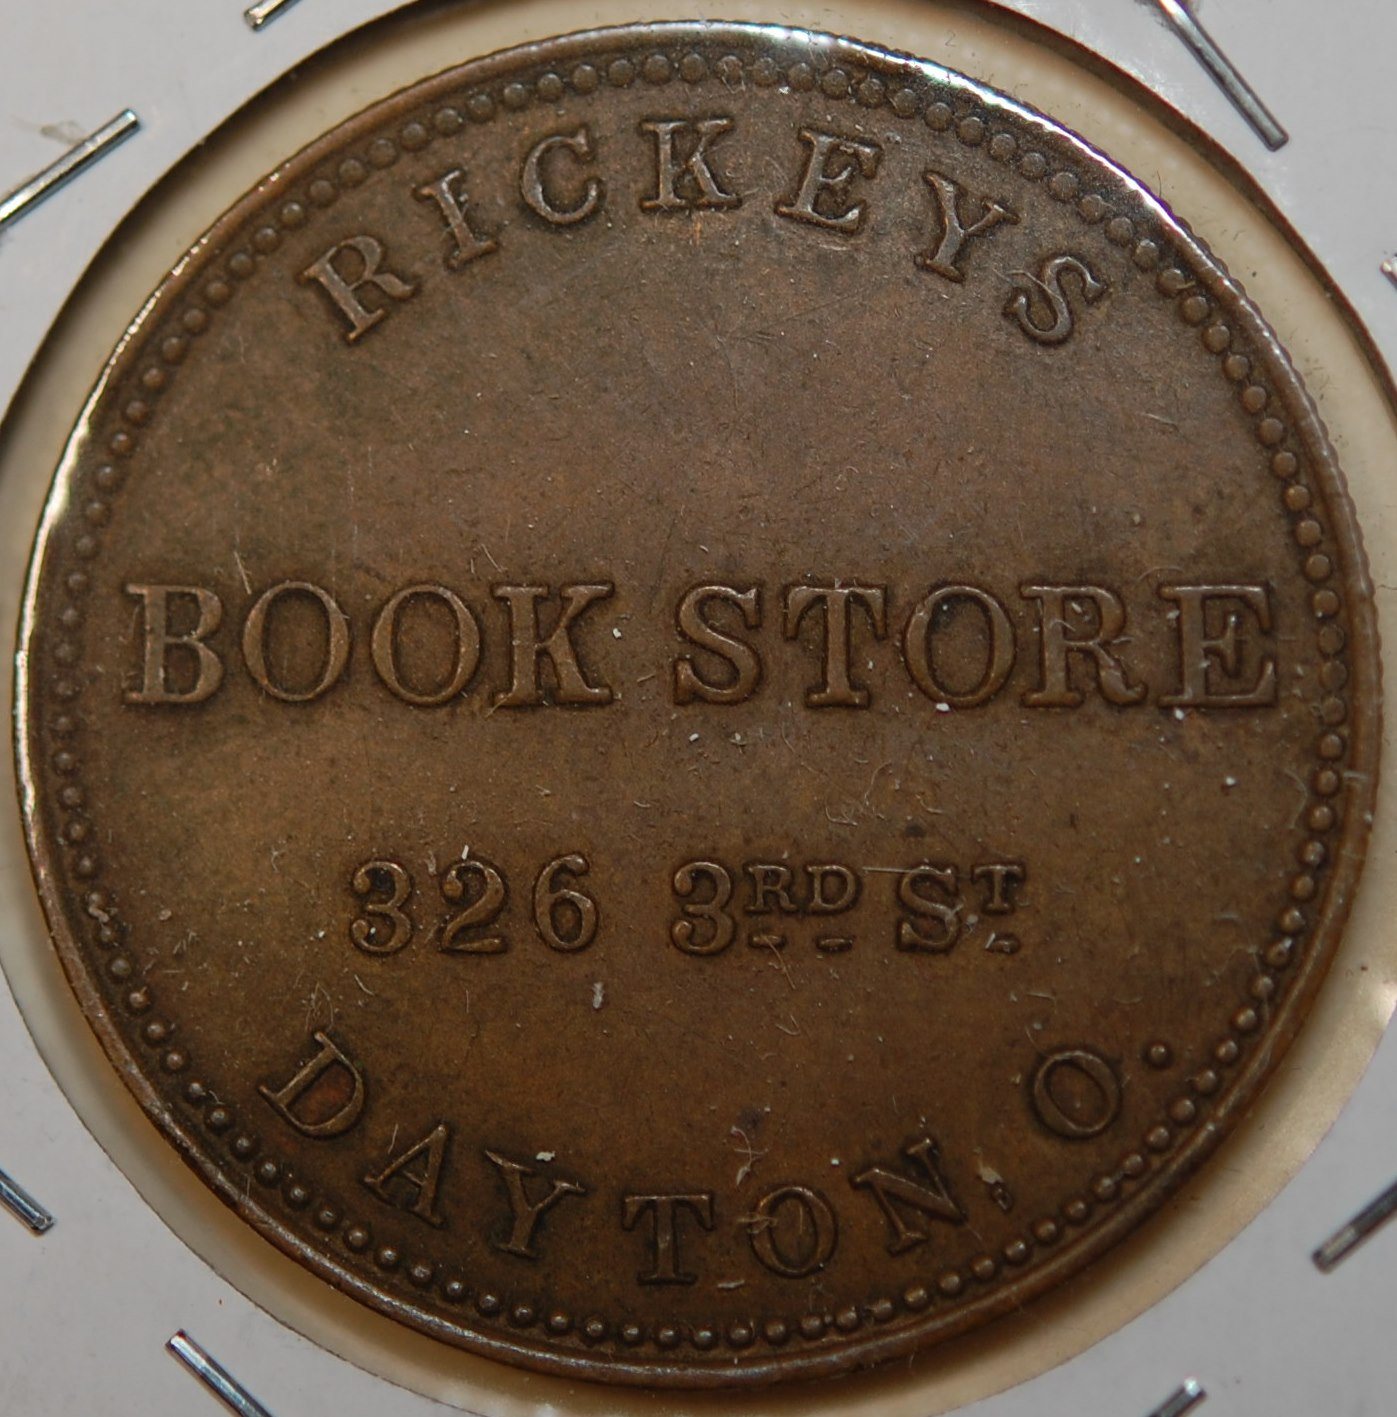 RICKEYS
BOOK STORE
326 3RD ST
DAYTON, O.